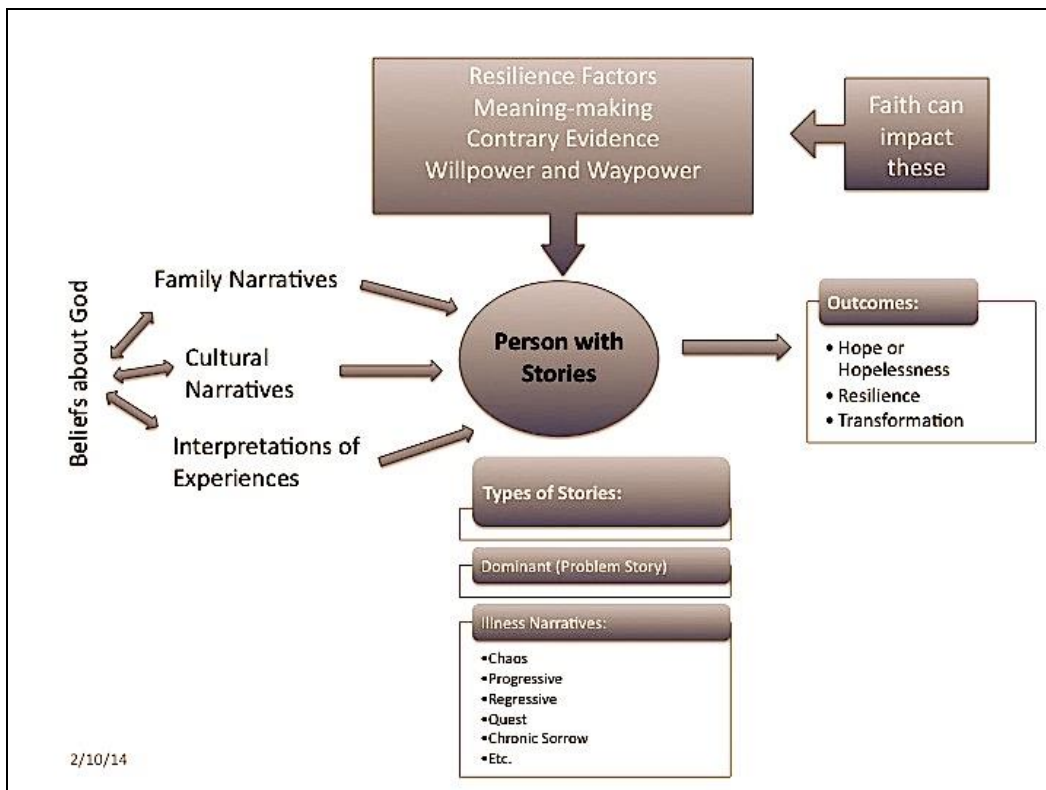 Resilience Factors
Meaning-making
Contrary Evidence
Willpower and Waypower
Faith can
impact
these
Beliefs about God
Family Narratives
Cultural
Narratives
Interpretations of
Experiences
Person with
Stories
Outcomes:
• Hope or
Hopelessness
• Resilience
• Transformation
Types of Stories:
Dominant (Problem Story)
Illness Narratives:
•Chaos
•Progressive
•Regressive
•Quest
•Chronic Sorrow
•Etc.
2/10/14